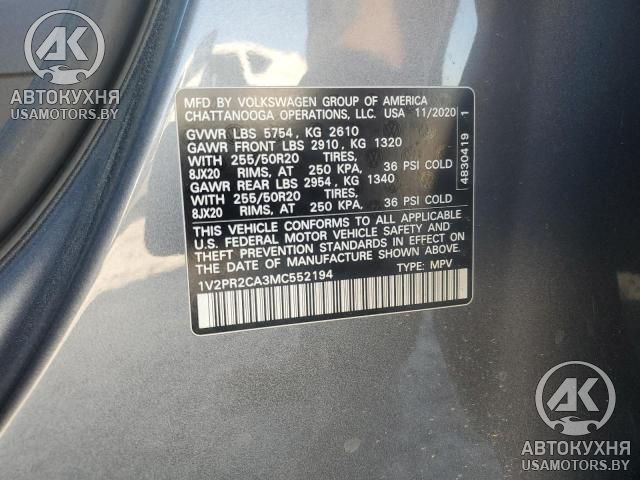 AK
АВТОКУХНЯ
USAMOTORS.BY
MFD BY VOLKSWAGEN GROUP OF AMERICA
CHATTANOOGA OPERATIONS, LLC. USA 11/2020
GVWR LBS 5754, KG 2610
GAWR FRONT LBS 2910, KG 1320
WITH 255/50R20 TIRES,
8JX20 RIMS, AT 250 KPA, 36 PSI COLD
GAWR REAR LBS 2954, KG 1340
WITH 255/50R20 TIRES,
8JX20 RIMS, AT 250 KPA, 36 PSI COLD
THIS VEHICLE CONFORMS TO ALL APPLICABLE
U.S. FEDERAL MOTOR VEHICLE SAFETY AND
THEFT PREVENTION STANDARDS IN EFFECT ON
THE DATE OF MANUFACTURE SHOWN ABOVE.
1V2PR2CA3MC552194 TYPE: MPV
4830419 1
AK
АВТОКУХНЯ
USAMOTORS.BY